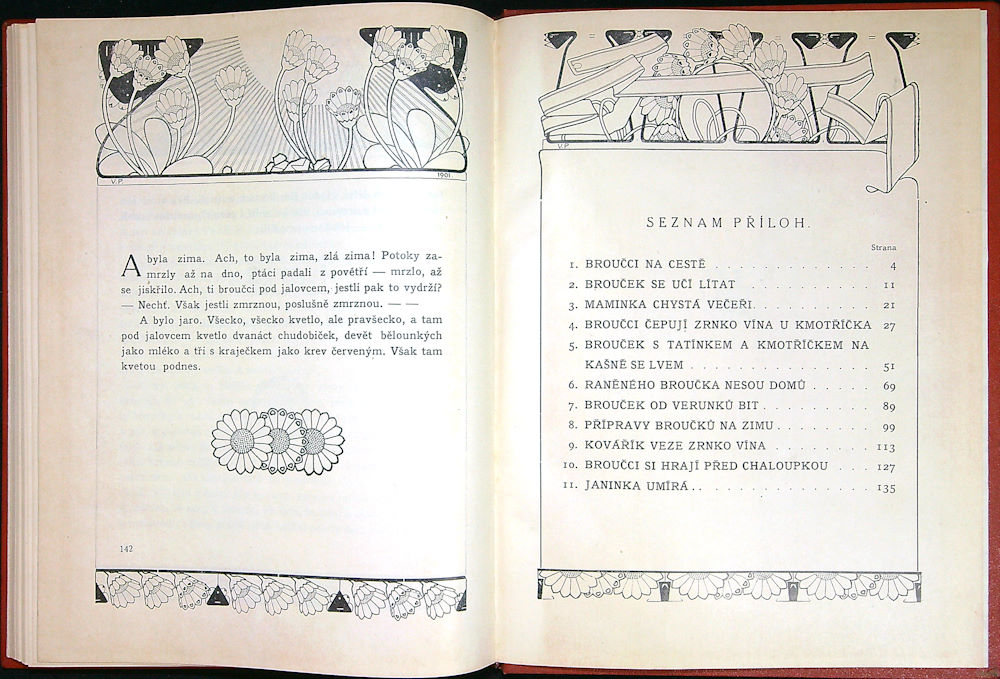 V.P.
1901.
A byla zima. Ach, to byla zima, zlá zima! Potoky za-
mrzly až na dno, ptáci padali z povětří — mrzlo, až
se jiskřilo. Ach, ti broučci pod jalovcem, jestli pak to vydrží?
— Nechť. Však jestli zmrznou, poslušně zmrznou. — —
A bylo jaro. Všecko, všecko kvetlo, ale pravšecko, a tam
pod jalovcem kvetlo dvanáct chudobiček, devět bělounkých
jako mléko a tři s kraječkem jako krev červeným. Však tam
kvetou podnes.
142
V.P.
SEZNAM PŘÍLOH.
Strana
1. BROUČCI NA CESTĚ . . . . . . . . . . . . . 4
2. BROUČEK SE UČÍ LÍTAT . . . . . . . . . . 11
3. MAMINKA CHYSTÁ VEČEŘI. . . . . . . . . . 21
4. BROUČCI ČEPUJÍ ZRNKO VÍNA U KMOTŘÍČKA 27
5. BROUČEK S TATÍNKEM A KMOTŘÍČKEM NA
KAŠNĚ SE LVEM . . . . . . . . . . . . . . . 51
6. RANĚNÉHO BROUČKA NESOU DOMŮ . . . . . 69
7. BROUČEK OD VERUNKŮ BIT . . . . . . . . . 89
8. PŘÍPRAVY BROUČKŮ NA ZIMU . . . . . . . . 99
9. KOVÁŘÍK VEZE ZRNKO VÍNA . . . . . . . . . 113
10. BROUČCI SI HRAJÍ PŘED CHALOUPKOU . . . 127
11. JANINKA UMÍRÁ . . . . . . . . . . . . . . . 135